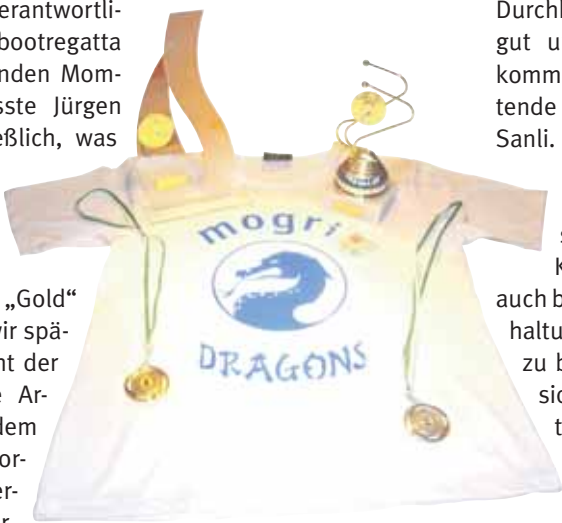 erantwortli-
bootregatta
nden Mom-
sste Jürgen
eßlich, was
„Gold“
wir spä-
nt der
e Ar-
dem
or-
er-
mogri
DRAGONS
Durchh
gut u
komm
tende
Sanli.
s
K
auch b
haltu
zu b
sic
t